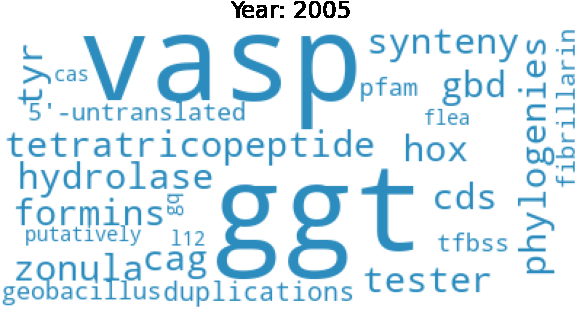 Year: 2005
vasp
synteny
tyr
cas
pfam
gbd
5'-untranslated
flea
phylogenies
fibrillarin
tetratricopeptide
hox
hydrolase
ggt
cds
formins
gq
putatively
l12
tfbss
zonula
cag
tester
geobacillus
duplications